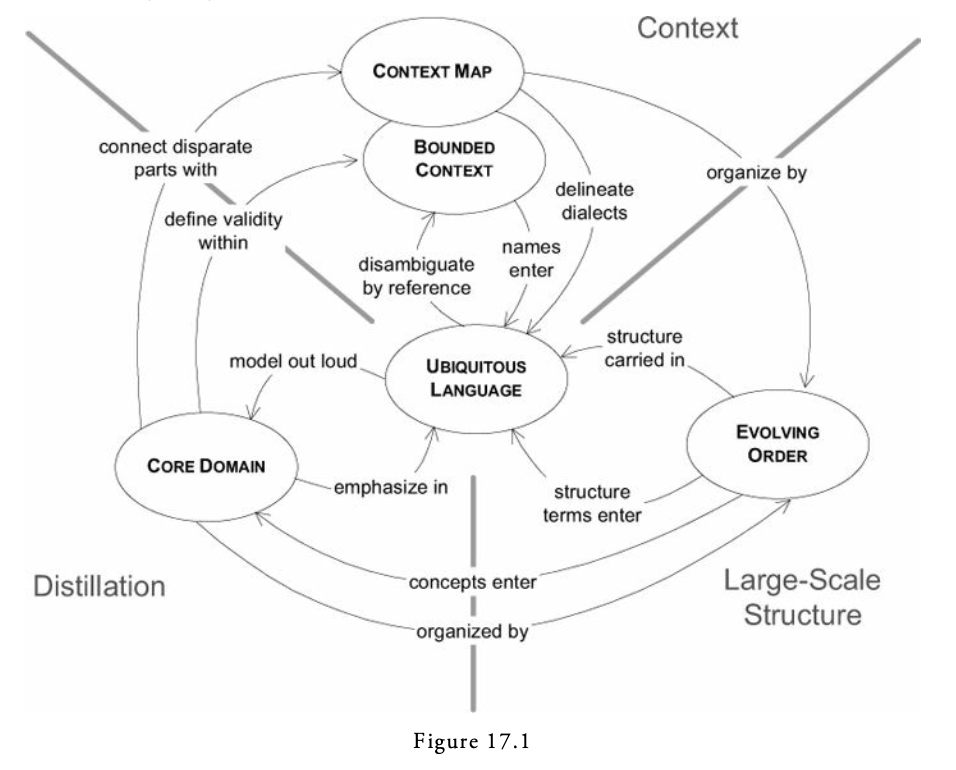 Context
CONTEXT MAP
BOUNDED
CONTEXT
connect disparate
parts with
organize by
delineate
dialects
define validity
within
names
enter
disambiguate
by reference
structure
carried in
model out loud
UBIQUITOUS
LANGUAGE
EVOLVING
ORDER
CORE DOMAIN
emphasize in
structure
terms enter
concepts enter
Distillation
Large-Scale
Structure
organized by
Figure 17.1